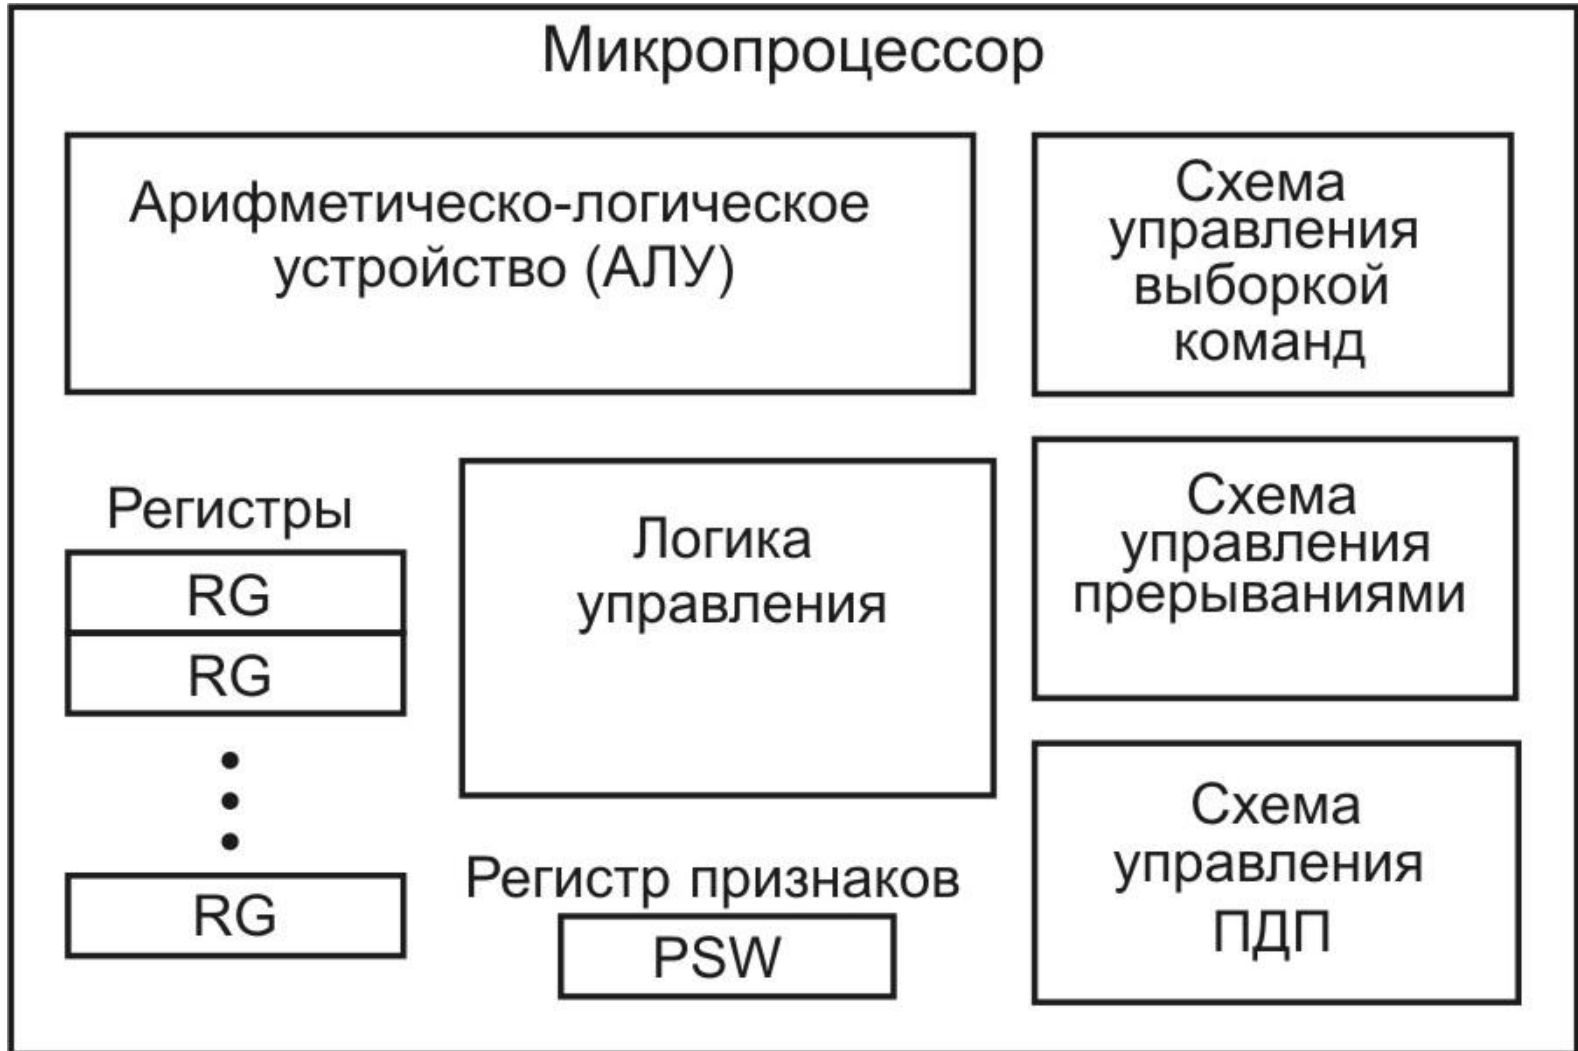 Микропроцессор
Арифметическо-логическое
устройство (АЛУ)
Схема
управления
выборкой
команд
Регистры
RG
RG
RG
Логика
управления
Регистр признаков
PSW
Схема
управления
прерываниями
Схема
управления
ПДП